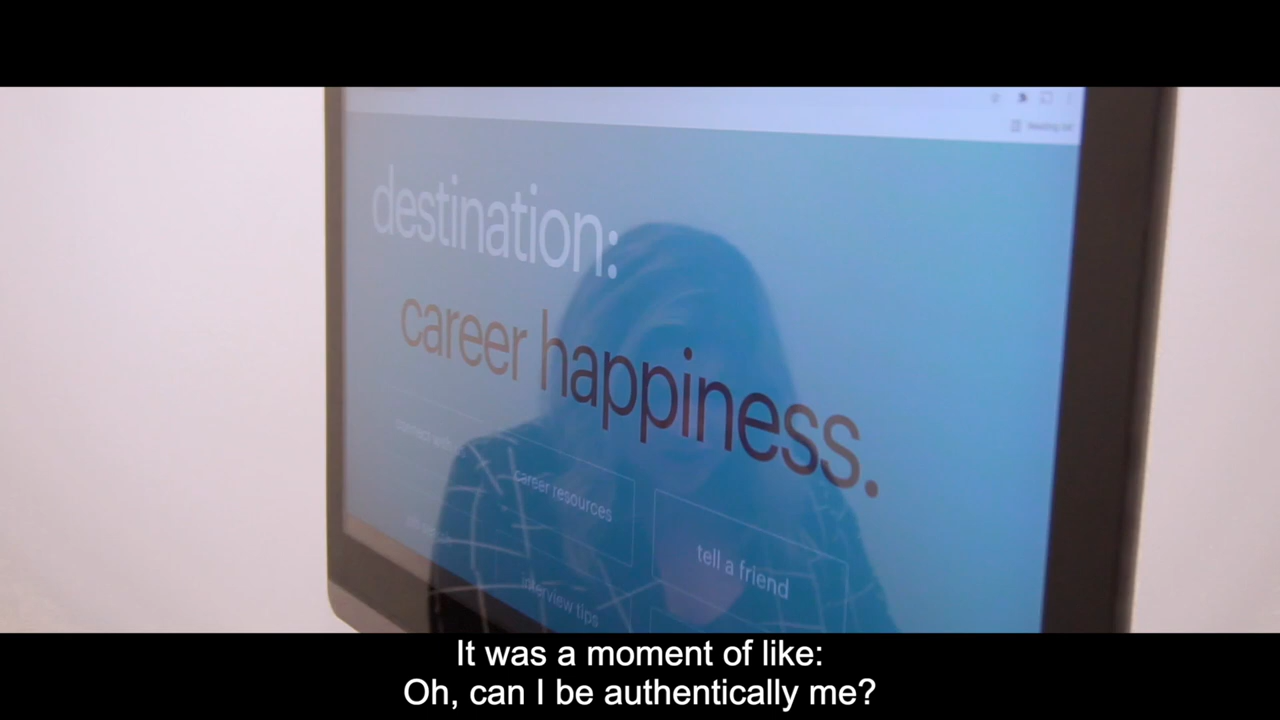 destination:
career happiness.
career resources
tell a friend
interview tips
It was a moment of like:
Oh, can I be authentically me?